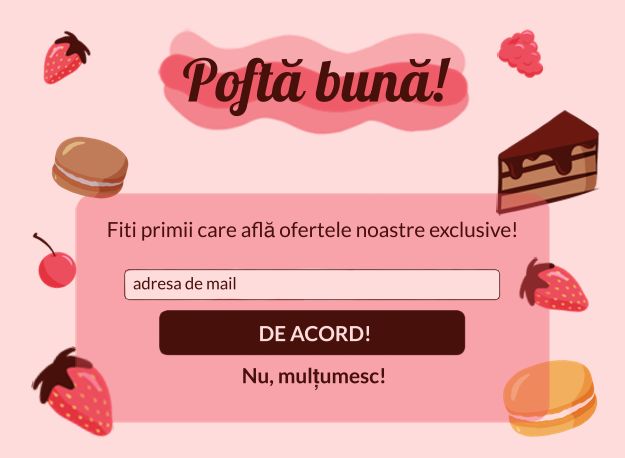 Poftă bună!
Fiti primii care află ofertele noastre exclusive!
adresa de mail
DE ACORD!
Nu, mulțumesc!